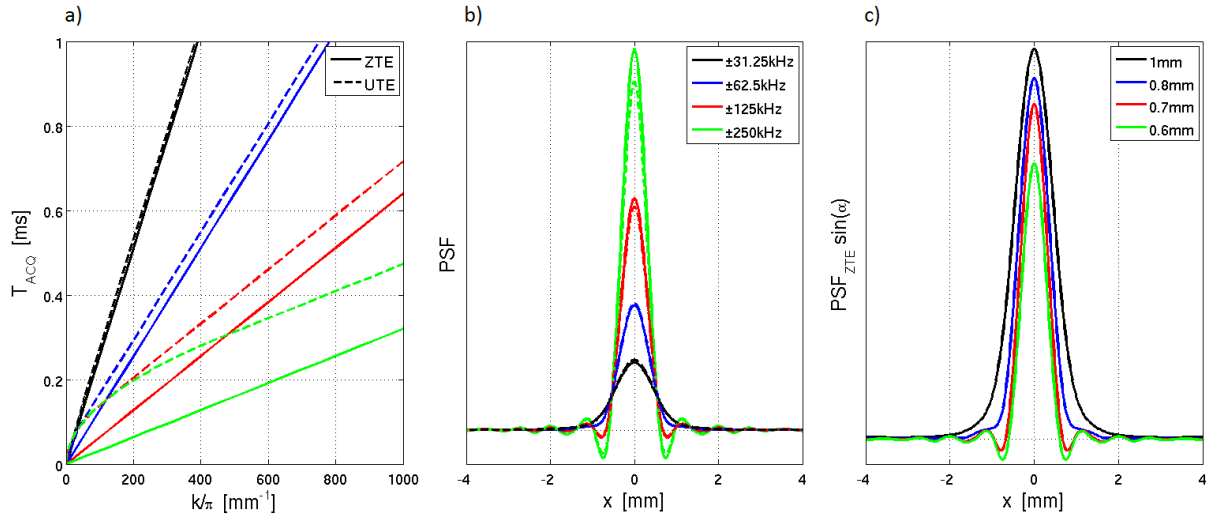 a)
T_ACQ [ms]
1
0.8
0.6
0.4
0.2
0
0 200 400 600 800 1000
k/π [mm⁻¹]
ZTE
UTE
b)
PSF
-4 -2 0 2 4
x [mm]
±31.25kHz
±62.5kHz
±125kHz
±250kHz
c)
PSF_ZTE sin(α)
-4 -2 0 2 4
x [mm]
1mm
0.8mm
0.7mm
0.6mm